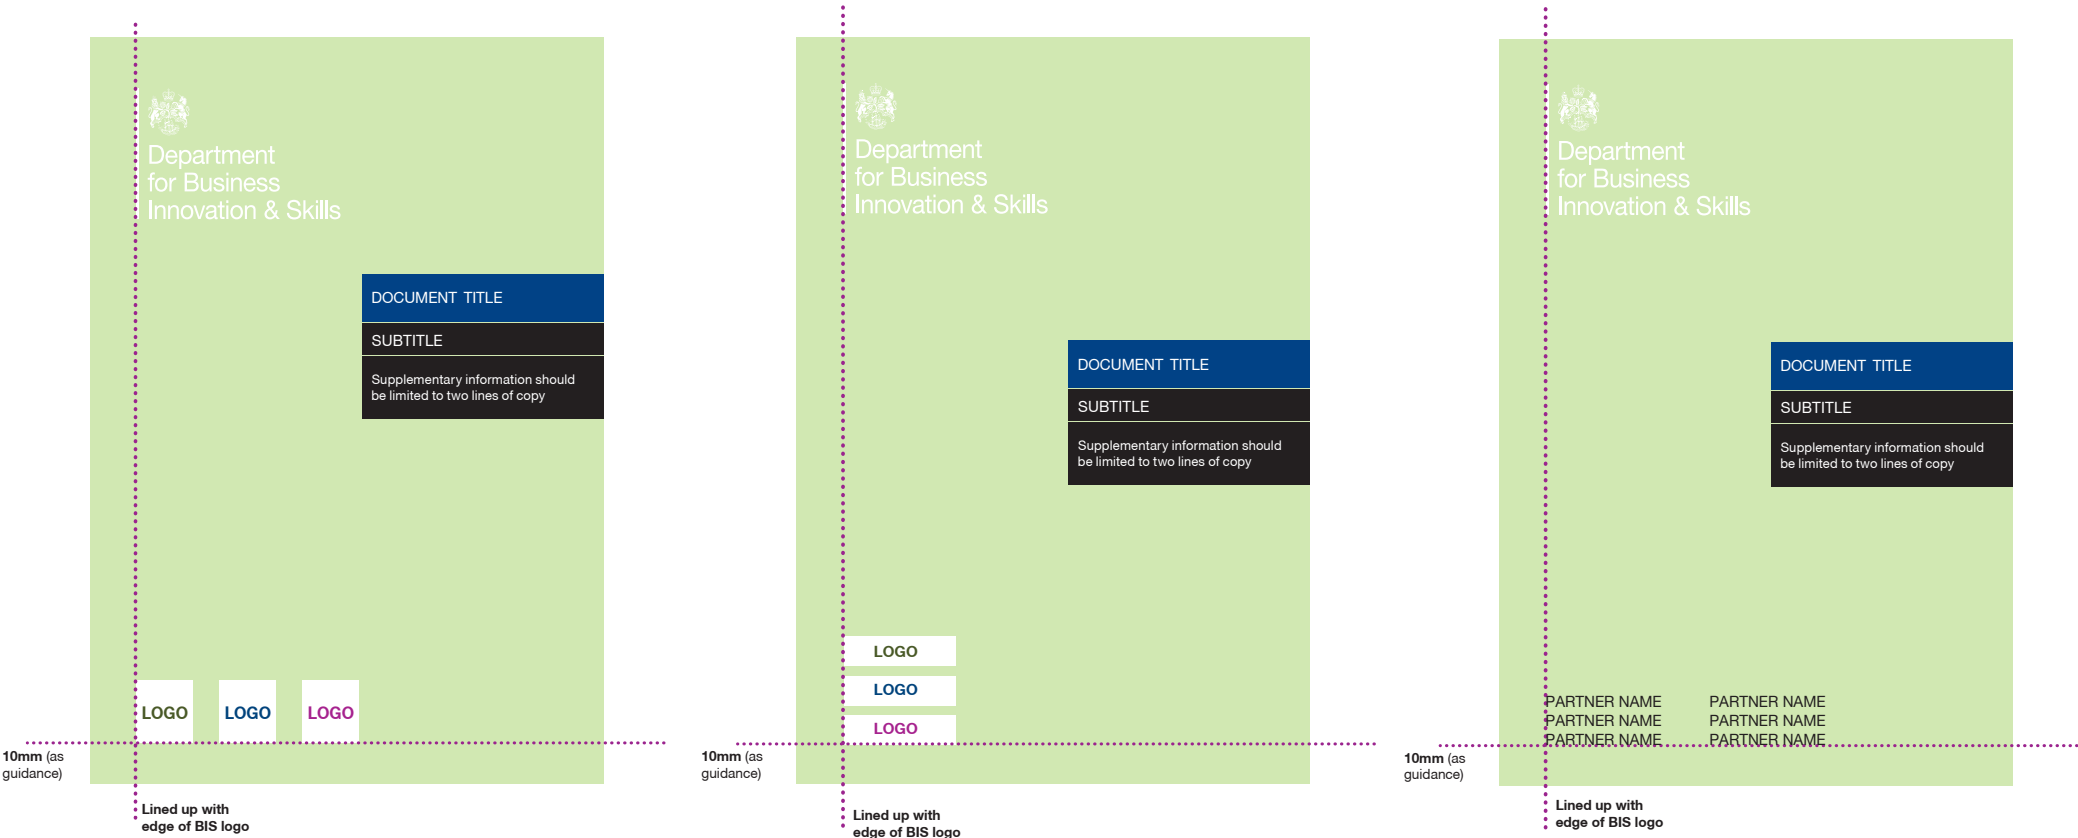 Department
for Business
Innovation & Skills
DOCUMENT TITLE
SUBTITLE
Supplementary information should
be limited to two lines of copy
LOGO LOGO LOGO
10mm (as
guidance)
Lined up with
edge of BIS logo
Department
for Business
Innovation & Skills
DOCUMENT TITLE
SUBTITLE
Supplementary information should
be limited to two lines of copy
LOGO
LOGO
LOGO
10mm (as
guidance)
Lined up with
edge of BIS logo
Department
for Business
Innovation & Skills
DOCUMENT TITLE
SUBTITLE
Supplementary information should
be limited to two lines of copy
PARTNER NAME PARTNER NAME
PARTNER NAME PARTNER NAME
PARTNER NAME PARTNER NAME
10mm (as
guidance)
Lined up with
edge of BIS logo